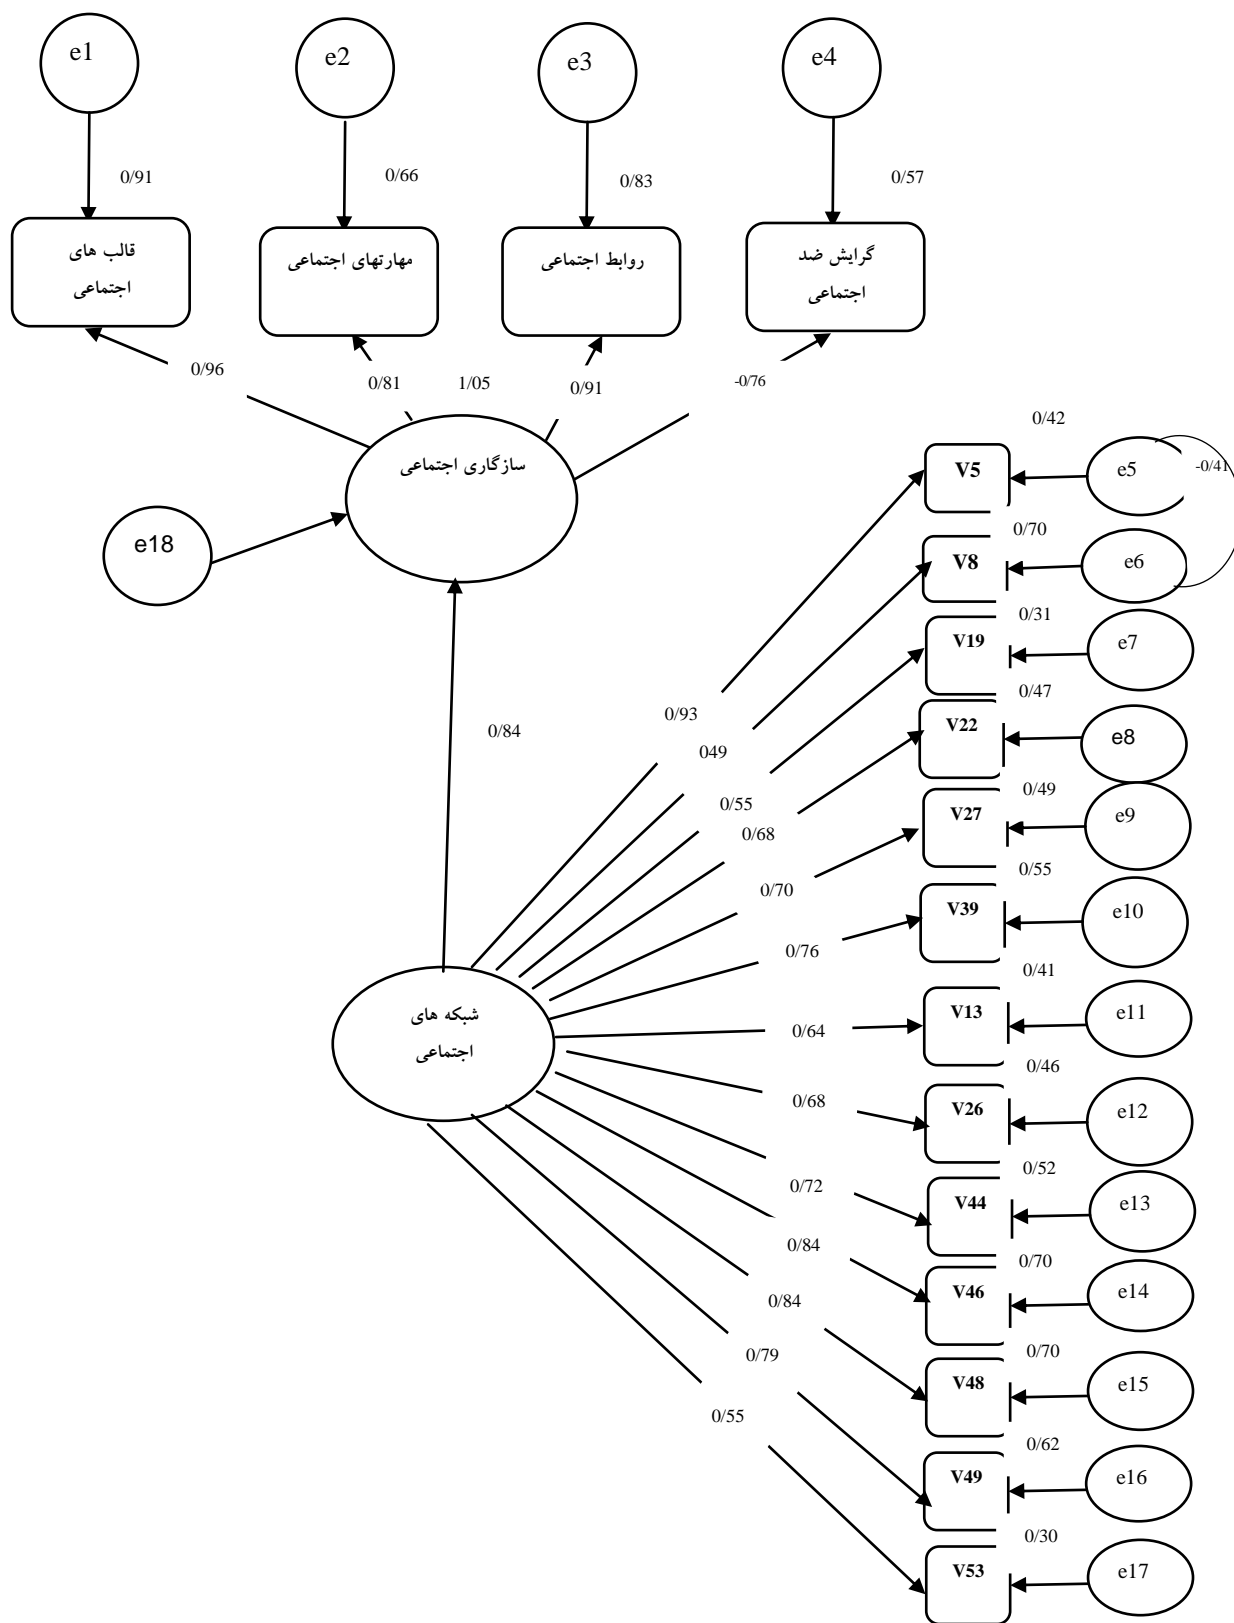 e1
e2
e3
e4
0/91
0/66
0/83
0/57
قالب های
اجتماعی
مهارتهای اجتماعی
روابط اجتماعی
گرایش ضد
اجتماعی
0/96
0/81
1/05
0/91
-0/76
سازگاری اجتماعی
e18
0/84
شبکه های
اجتماعی
0/93
049
0/55
0/68
0/70
0/76
0/64
0/68
0/72
0/84
0/84
0/79
0/55
0/42
V5
e5
-0/41
0/70
V8
e6
0/31
V19
e7
0/47
V22
e8
0/49
V27
e9
0/55
V39
e10
0/41
V13
e11
0/46
V26
e12
0/52
V44
e13
0/70
V46
e14
0/70
V48
e15
0/62
V49
e16
0/30
V53
e17